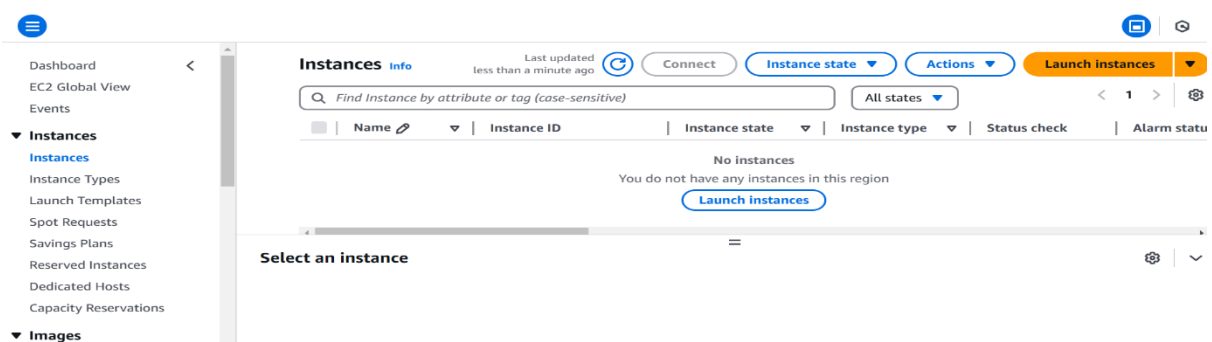 Dashboard
EC2 Global View
Events
Instances
Instances
Instance Types
Launch Templates
Spot Requests
Savings Plans
Reserved Instances
Dedicated Hosts
Capacity Reservations
Images
Instances Info
Last updated
less than a minute ago
Connect
Instance state
Actions
Launch instances
Find Instance by attribute or tag (case-sensitive)
All states
1
Name
Instance ID
Instance state
Instance type
Status check
Alarm statu
No instances
You do not have any instances in this region
Launch instances
Select an instance